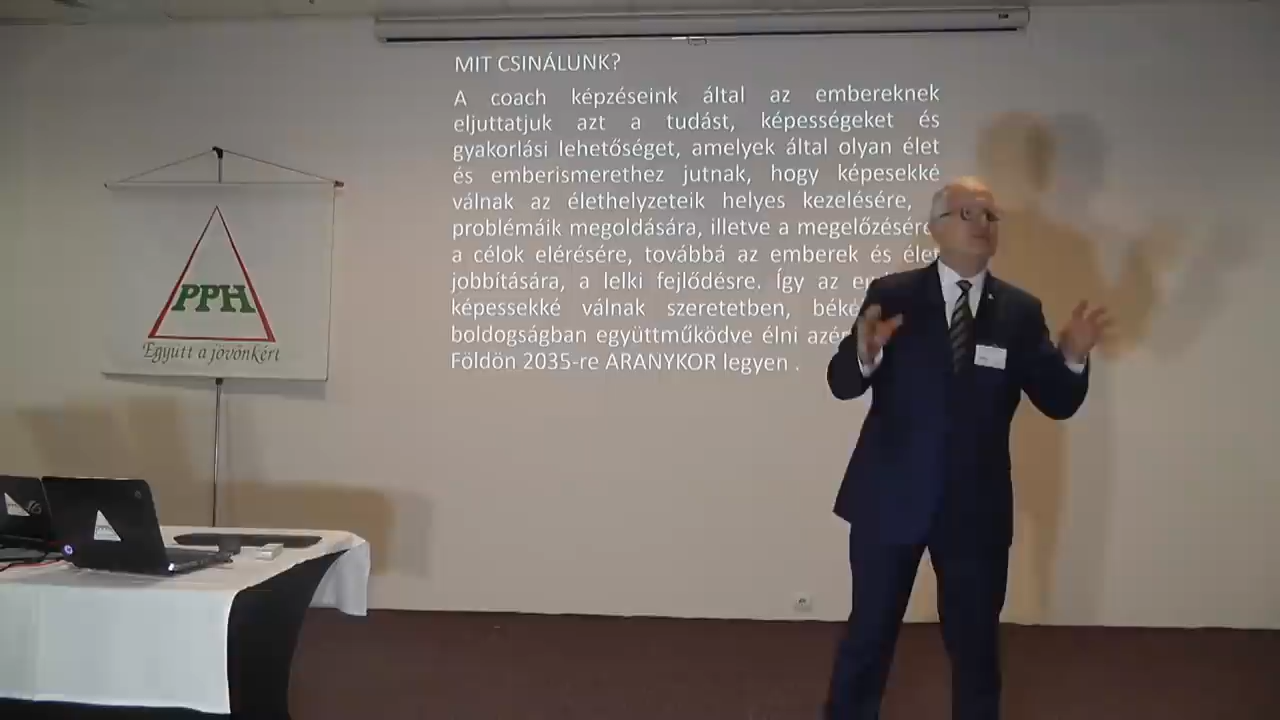 MIT CSINÁLUNK?
A coach képzéseink által az embereknek
eljuttatjuk azt a tudást, képességeket és
gyakorlási lehetőséget, amelyek által olyan élet
és emberismerethez jutnak, hogy képesekké
válnak az élethelyzeteik helyes kezelésére,
problémáik megoldására, illetve a megelőzésére
a célok elérésére, továbbá az emberek és élet
jobbítására, a lelki fejlődésre. Így az
képessekké válnak szeretetben,
boldogságban együttműködve élni
Földön 2035-re ARANYKOR legyen .
PPH
Együtt a jövőnkért